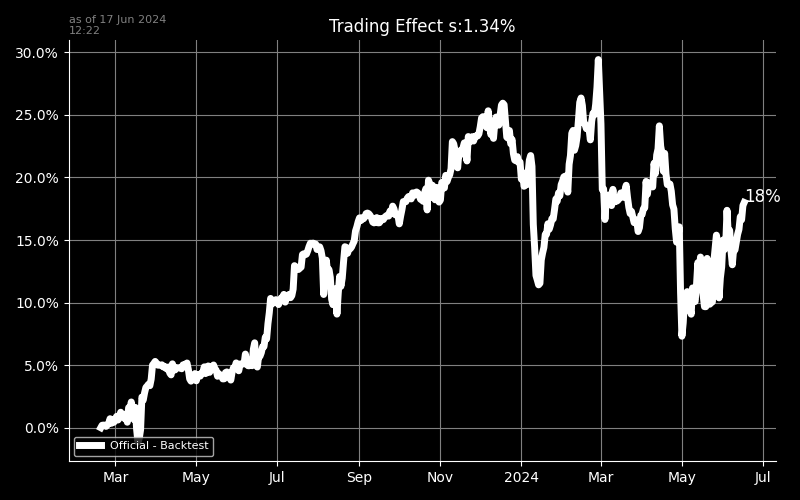 as of 17 Jun 2024
12:22
Trading Effect s:1.34%
30.0%
25.0%
20.0%
15.0%
10.0%
5.0%
0.0%
18%
Official - Backtest
Mar May Jul Sep Nov 2024 Mar May Jul